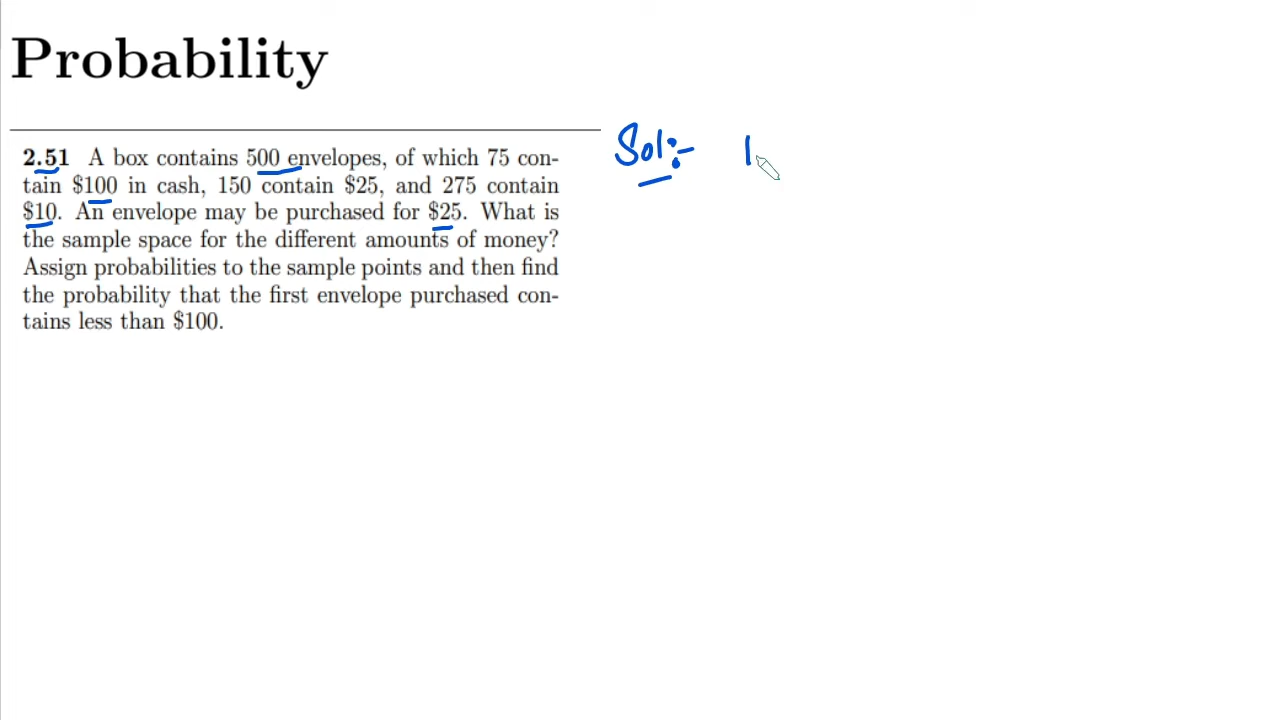 Probability
2.51 A box contains 500 envelopes, of which 75 con-
tain $100 in cash, 150 contain $25, and 275 contain
$10. An envelope may be purchased for $25. What is
the sample space for the different amounts of money?
Assign probabilities to the sample points and then find
the probability that the first envelope purchased con-
tains less than $100.
Sol:-